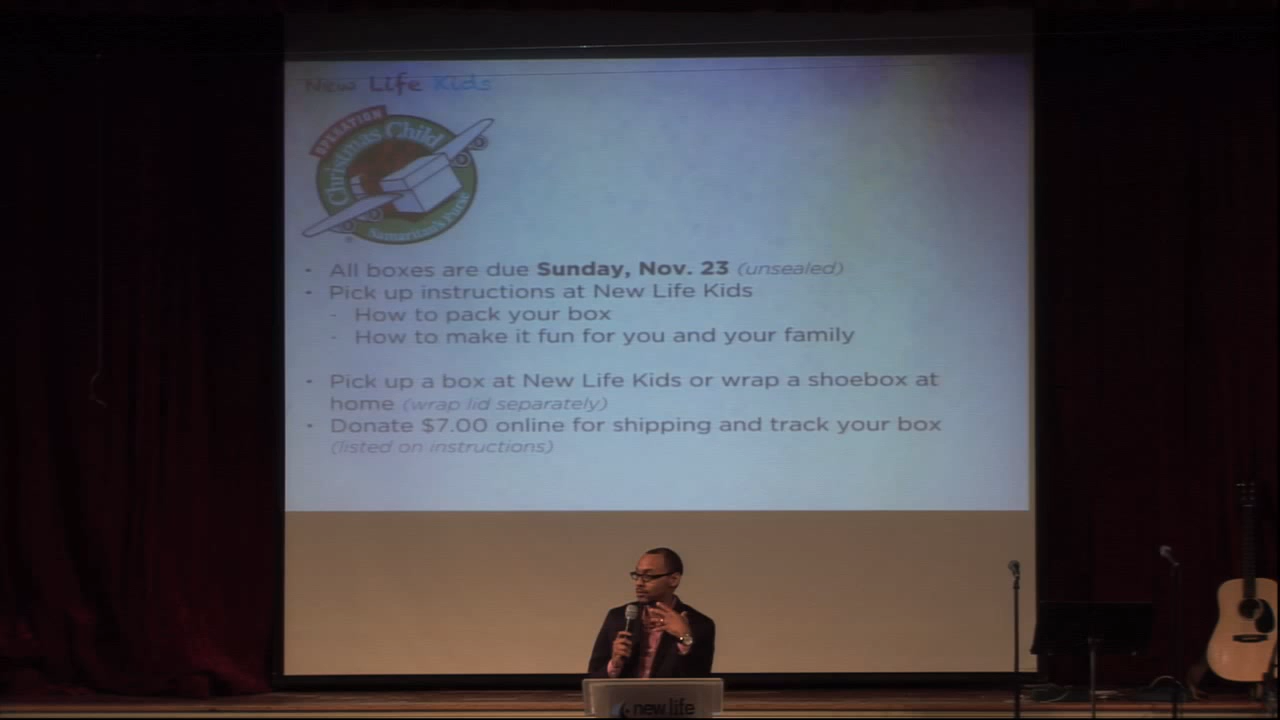 New Life Kids
OPERATION
Christmas Child
Samaritan's Purse
• All boxes are due Sunday, Nov. 23 (unsealed)
• Pick up instructions at New Life Kids
- How to pack your box
- How to make it fun for you and your family
• Pick up a box at New Life Kids or wrap a shoebox at
home (wrap lid separately)
• Donate $7.00 online for shipping and track your box
(listed on instructions)
new life